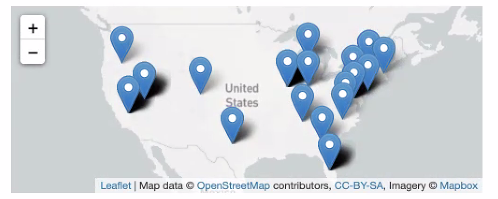 +
−
United
States
Leaflet | Map data © OpenStreetMap contributors, CC-BY-SA, Imagery © Mapbox